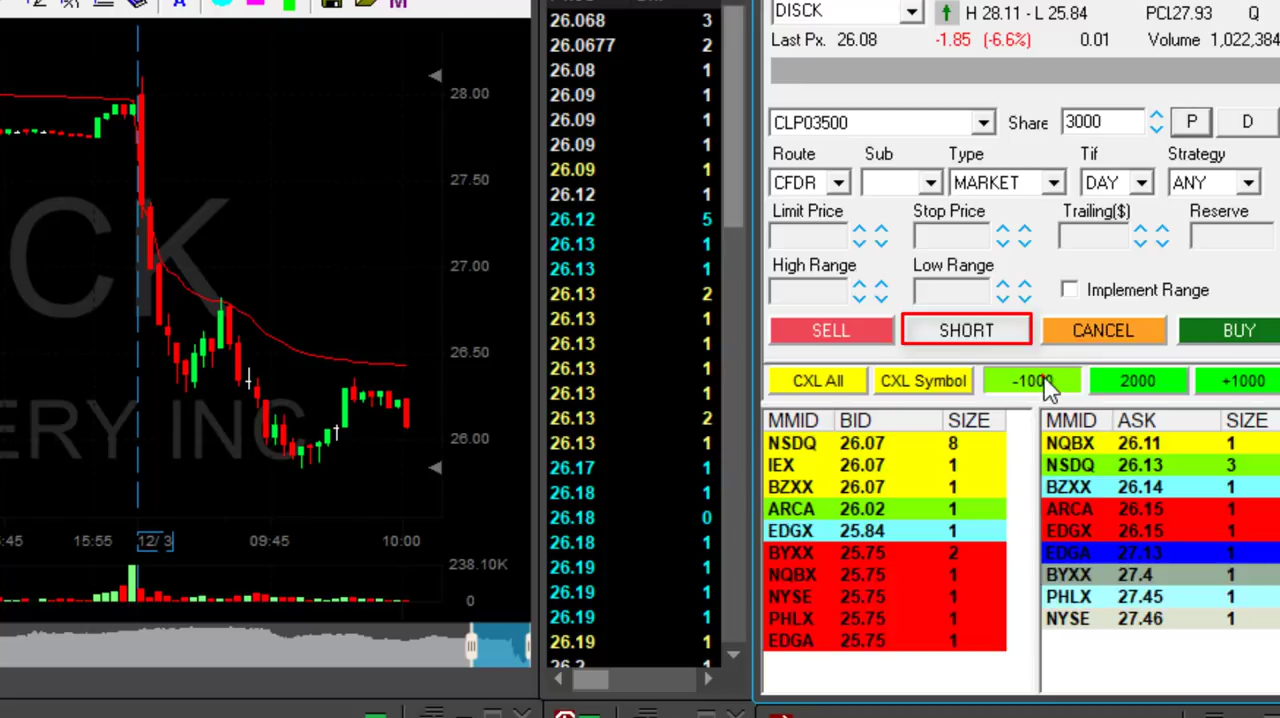 A
M
CK
ERY INC
28.00
27.50
27.00
26.50
26.00
:45
15:55
12/ 3
09:45
10:00
238.10K
0
26.068 3
26.0677 2
26.08 1
26.09 1
26.09 1
26.09 1
26.09 1
26.12 1
26.12 5
26.13 1
26.13 1
26.13 2
26.13 1
26.13 1
26.13 1
26.13 1
26.13 2
26.13 1
26.17 1
26.18 1
26.18 0
26.18 1
26.19 1
26.19 1
26.19 1
26.19 1
26.2 1
DISCK H 28.11 - L 25.84 PCL27.93 Q
Last Px. 26.08 -1.85 (-6.6%) 0.01 Volume 1,022,384
CLP03500 Share 3000 P D
Route Sub Type Tif Strategy
CFDR MARKET DAY ANY
Limit Price Stop Price Trailing($) Reserve
High Range Low Range
Implement Range
SELL SHORT CANCEL BUY
CXL All CXL Symbol -1000 2000 +1000
MMID BID SIZE MMID ASK SIZE
NSDQ 26.07 8 NQBX 26.11 1
IEX 26.07 1 NSDQ 26.13 3
BZXX 26.07 1 BZXX 26.14 1
ARCA 26.02 1 ARCA 26.15 1
EDGX 25.84 1 EDGX 26.15 1
BYXX 25.75 2 EDGA 27.13 1
NQBX 25.75 1 BYXX 27.4 1
NYSE 25.75 1 PHLX 27.45 1
PHLX 25.75 1 NYSE 27.46 1
EDGA 25.75 1